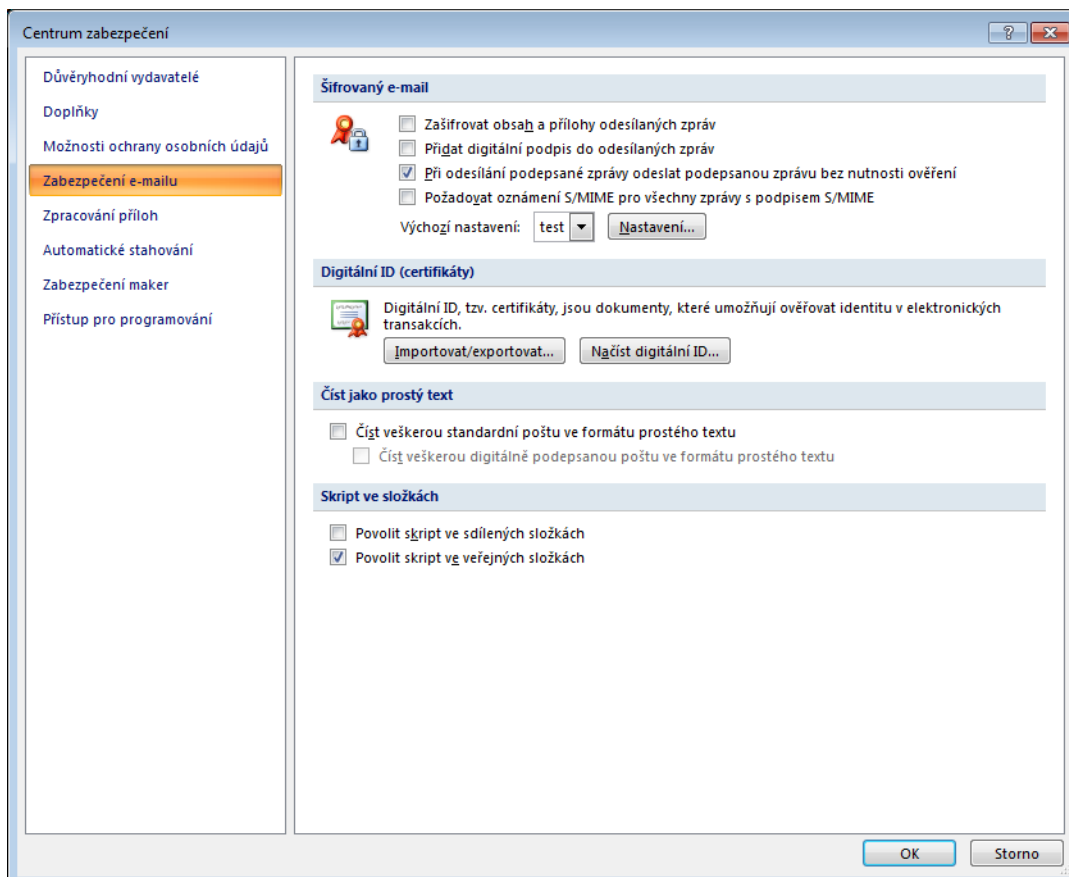 Centrum zabezpečení
Důvěryhodní vydavatelé
Doplňky
Možnosti ochrany osobních údajů
Zabezpečení e-mailu
Zpracování příloh
Automatické stahování
Zabezpečení maker
Přístup pro programování
Šifrovaný e-mail
Zašifrovat obsah a přílohy odesílaných zpráv
Přidat digitální podpis do odesílaných zpráv
Při odesílání podepsané zprávy odeslat podepsanou zprávu bez nutnosti ověření
Požadovat oznámení S/MIME pro všechny zprávy s podpisem S/MIME
Výchozí nastavení: test Nastavení...
Digitální ID (certifikáty)
Digitální ID, tzv. certifikáty, jsou dokumenty, které umožňují ověřovat identitu v elektronických
transakcích.
Importovat/exportovat... Načíst digitální ID...
Číst jako prostý text
Číst veškerou standardní poštu ve formátu prostého textu
Číst veškerou digitálně podepsanou poštu ve formátu prostého textu
Skript ve složkách
Povolit skript ve sdílených složkách
Povolit skript ve veřejných složkách
OK Storno